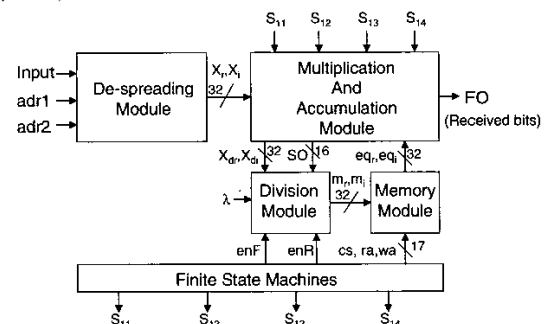 S11 S12 S13 S14
Input
adr1
adr2
De-spreading
Module
Xr,Xi
32
Multiplication
And
Accumulation
Module
FO
(Received bits)
Xdr,Xdi 32 SO 16 eqr,eqi 32
λ
Division
Module
mr,mi
32
Memory
Module
enF enR cs, ra,wa 17
Finite State Machines
S11 S12 S13 S14